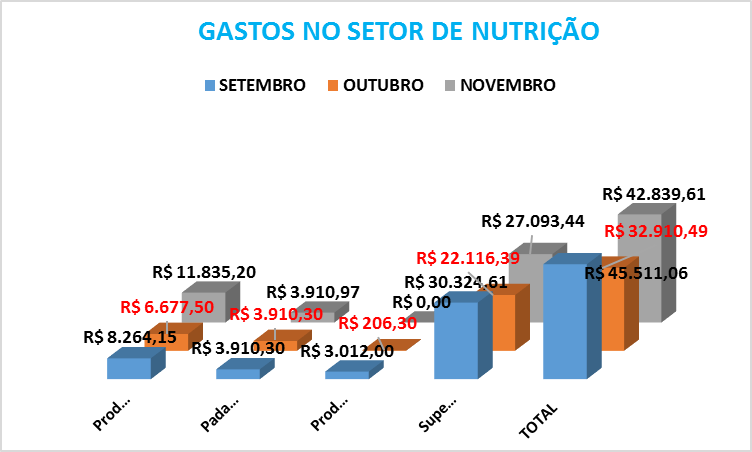 GASTOS NO SETOR DE NUTRIÇÃO
SETEMBRO OUTUBRO NOVEMBRO
R$ 42.839,61
R$ 27.093,44
R$ 32.910,49
R$ 22.116,39
R$ 45.511,06
R$ 11.835,20
R$ 30.324,61
R$ 3.910,97
R$ 0,00
R$ 6.677,50
R$ 3.910,30
R$ 206,30
R$ 8.264,15
R$ 3.910,30
R$ 3.012,00
Prod...
Pada...
Prod...
Supe...
TOTAL